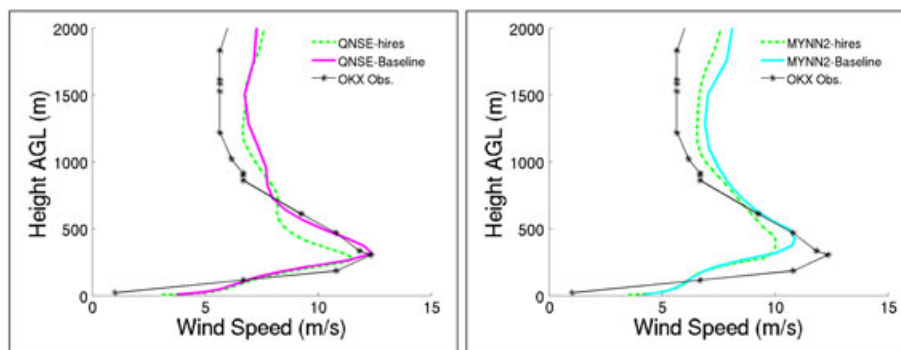 2000
1500
1000
500
0
Height AGL (m)
QNSE-hires
QNSE-Baseline
OKX Obs.
0
5
10
15
Wind Speed (m/s)
2000
1500
1000
500
0
Height AGL (m)
MYNN2-hires
MYNN2-Baseline
OKX Obs.
0
5
10
15
Wind Speed (m/s)